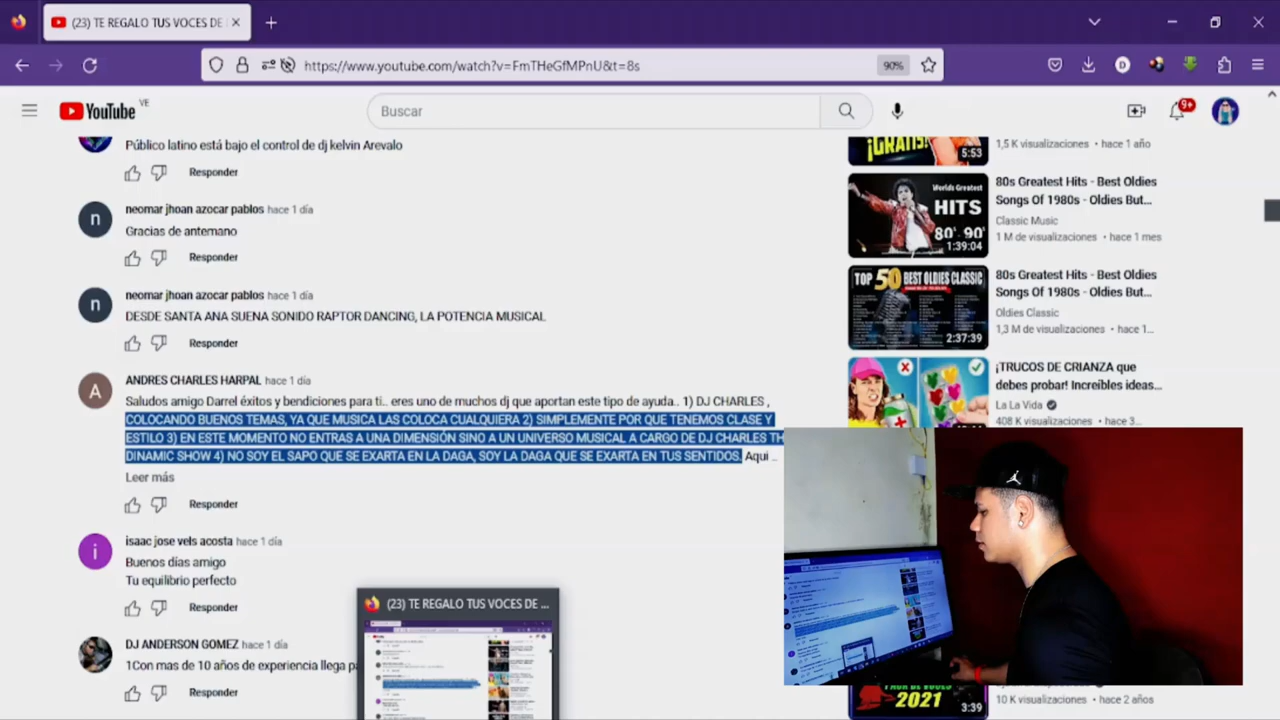 (23) TE REGALO TUS VOCES DE
https://www.youtube.com/watch?v=FmTHeGfMPnU&t=8s
90%
D
YouTube VE
Buscar
9+
Público latino está bajo el control de dj kelvin Arevalo
Responder
n
neomar jhoan azocar pablos hace 1 día
Gracias de antemano
Responder
n
neomar jhoan azocar pablos hace 1 día
DESDE SANTA ANA SUENA SONIDO RAPTOR DANCING, LA POTENCIA MUSICAL
Responder
A
ANDRES CHARLES HARPAL hace 1 día
Saludos amigo Darrel éxitos y bendiciones para ti.. eres uno de muchos dj que aportan este tipo de ayuda.. 1) DJ CHARLES ,
COLOCANDO BUENOS TEMAS, YA QUE MUSICA LAS COLOCA CUALQUIERA 2) SIMPLEMENTE POR QUE TENEMOS CLASE Y
ESTILO 3) EN ESTE MOMENTO NO ENTRAS A UNA DIMENSIÓN SINO A UN UNIVERSO MUSICAL A CARGO DE DJ CHARLES TH
DINAMIC SHOW 4) NO SOY EL SAPO QUE SE EXARTA EN LA DAGA, SOY LA DAGA QUE SE EXARTA EN TUS SENTIDOS. Aqui ...
Leer más
Responder
i
isaac jose vels acosta hace 1 día
Buenos días amigo
Tu equilibrio perfecto
Responder
DJ ANDERSON GOMEZ hace 1 día
1Con mas de 10 años de experiencia llega pa
Responder
(23) TE REGALO TUS VOCES DE ...
¡GRATIS!
5:53
1,5 K visualizaciones • hace 1 año
Worlds Greatest
HITS
80's - 90's
1:39:04
80s Greatest Hits - Best Oldies
Songs Of 1980s - Oldies But...
Classic Music
1 M de visualizaciones • hace 1 mes
TOP 50 BEST OLDIES CLASSIC
2:37:39
80s Greatest Hits - Best Oldies
Songs Of 1980s - Oldies But...
Oldies Classic
1,3 M de visualizaciones • hace 1...
¡TRUCOS DE CRIANZA que
debes probar! Increíbles ideas...
La La Vida
408 K visualizaciones • hace 3...
PACK DE VOCES
2021
3:39
10 K visualizaciones • hace 2 años